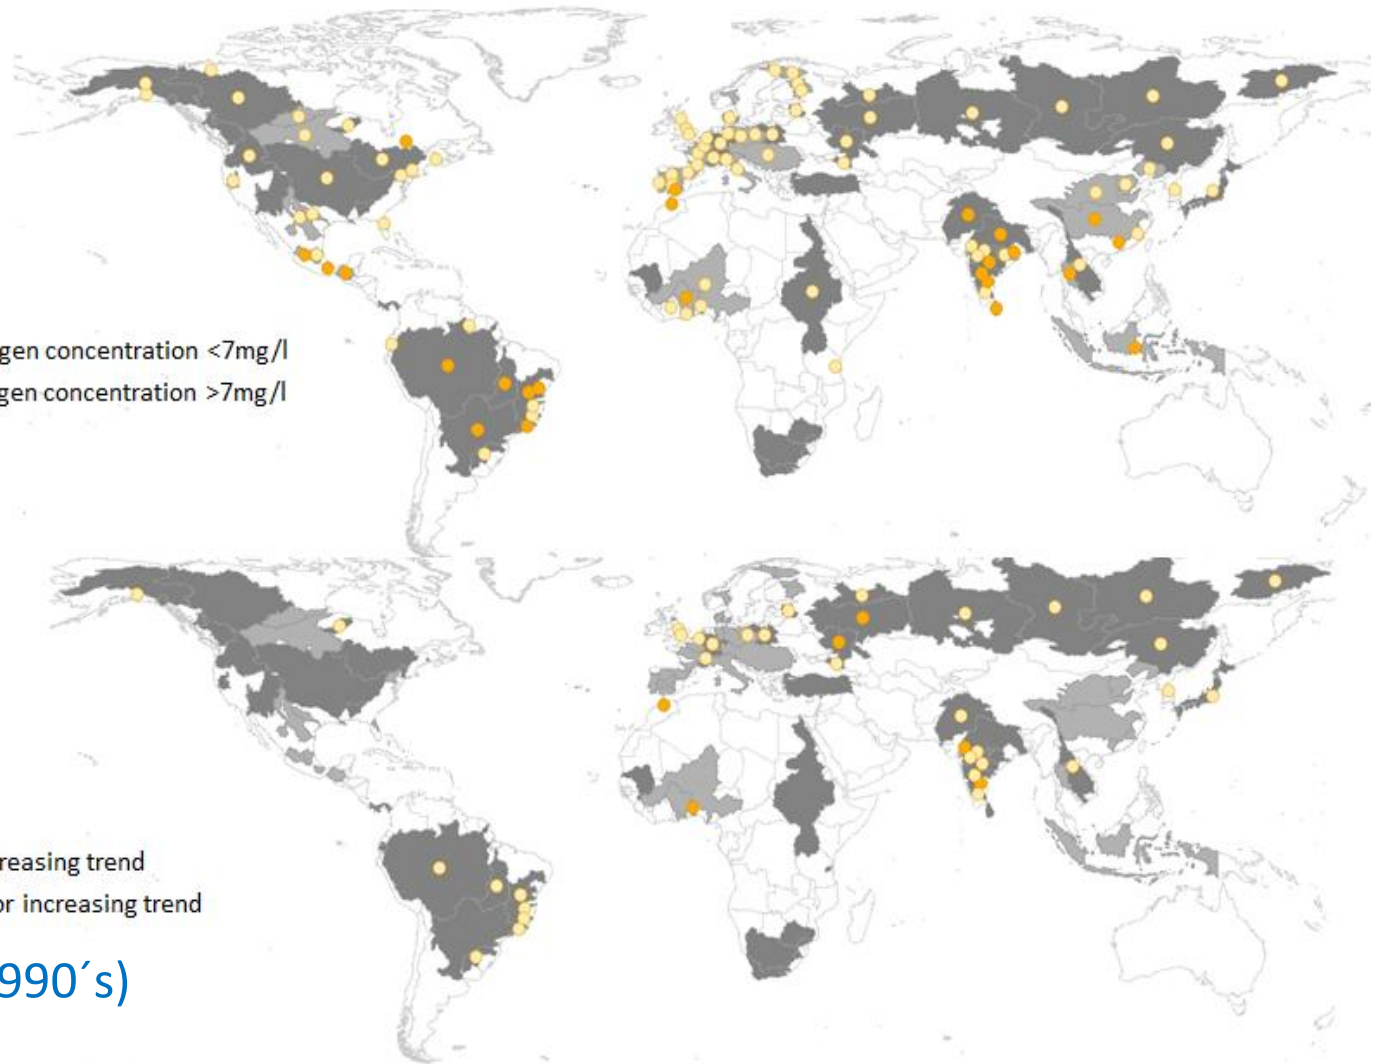 gen concentration <7mg/l
gen concentration >7mg/l
reasing trend
or increasing trend
990´s)